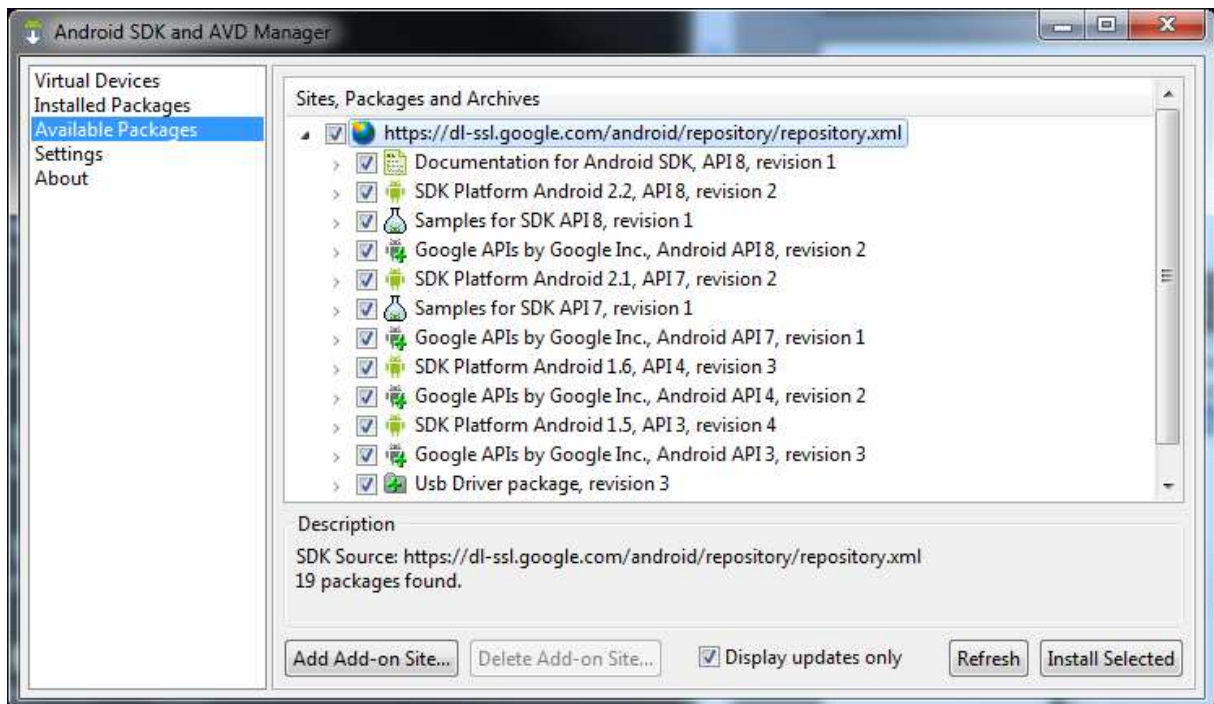 Android SDK and AVD Manager
Virtual Devices
Installed Packages
Available Packages
Settings
About
Sites, Packages and Archives
https://dl-ssl.google.com/android/repository/repository.xml
Documentation for Android SDK, API 8, revision 1
SDK Platform Android 2.2, API 8, revision 2
Samples for SDK API 8, revision 1
Google APIs by Google Inc., Android API 8, revision 2
SDK Platform Android 2.1, API 7, revision 2
Samples for SDK API 7, revision 1
Google APIs by Google Inc., Android API 7, revision 1
SDK Platform Android 1.6, API 4, revision 3
Google APIs by Google Inc., Android API 4, revision 2
SDK Platform Android 1.5, API 3, revision 4
Google APIs by Google Inc., Android API 3, revision 3
Usb Driver package, revision 3
Description
SDK Source: https://dl-ssl.google.com/android/repository/repository.xml
19 packages found.
Add Add-on Site... Delete Add-on Site... Display updates only Refresh Install Selected